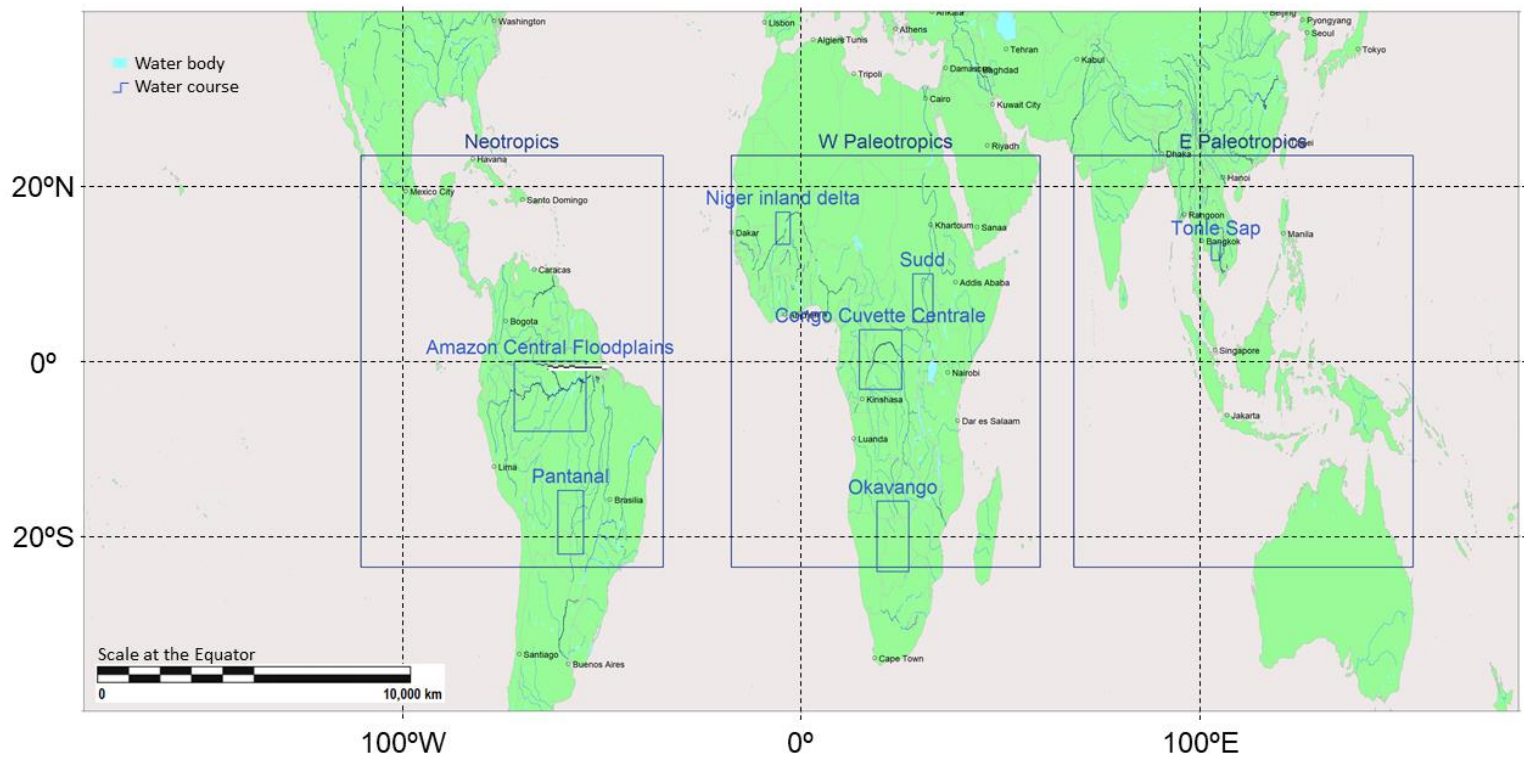 Washington
Lisbon
Ankara
Beijing
Pyongyang
Athens
Seoul
Algiers
Tunis
Tehran
Tokyo
Water body
Kabul
Damascus
Baghdad
Tripoli
Water course
Cairo
Kuwait City
Neotropics
W Paleotropics
E Paleotropics
Riyadh
Havana
Dhaka
Hanoi
20ºN
Mexico City
Santo Domingo
Niger inland delta
Rangoon
Dakar
Khartoum
Sanaa
Tonle Sap
Bangkok
Manila
Caracas
Sudd
Addis Ababa
Bogota
Congo Cuvette Centrale
Amazon Central Floodplains
Singapore
0º
Nairobi
Kinshasa
Jakarta
Dar es Salaam
Luanda
Lima
Pantanal
Okavango
Brasilia
20ºS
Scale at the Equator
Santiago
Buenos Aires
Cape Town
0
10,000 km
100ºW
0º
100ºE